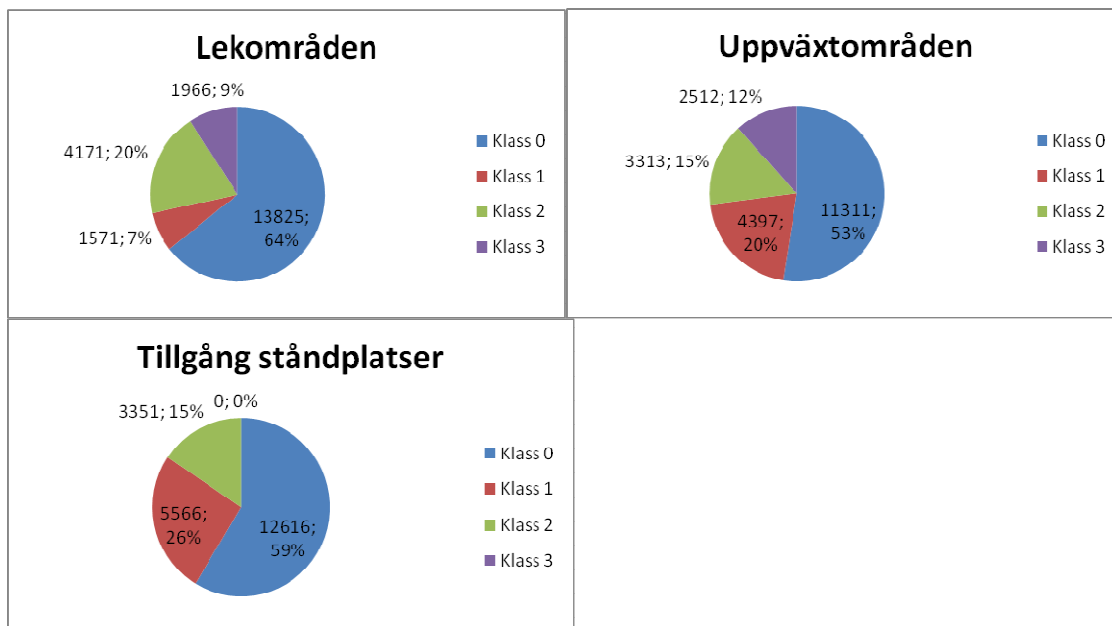 Lekområden
1966; 9%
4171; 20%
1571; 7%
13825;
64%
Klass 0
Klass 1
Klass 2
Klass 3
Uppväxtområden
2512; 12%
3313; 15%
4397;
20%
11311;
53%
Klass 0
Klass 1
Klass 2
Klass 3
Tillgång ståndplatser
0; 0%
3351; 15%
5566;
26%
12616;
59%
Klass 0
Klass 1
Klass 2
Klass 3